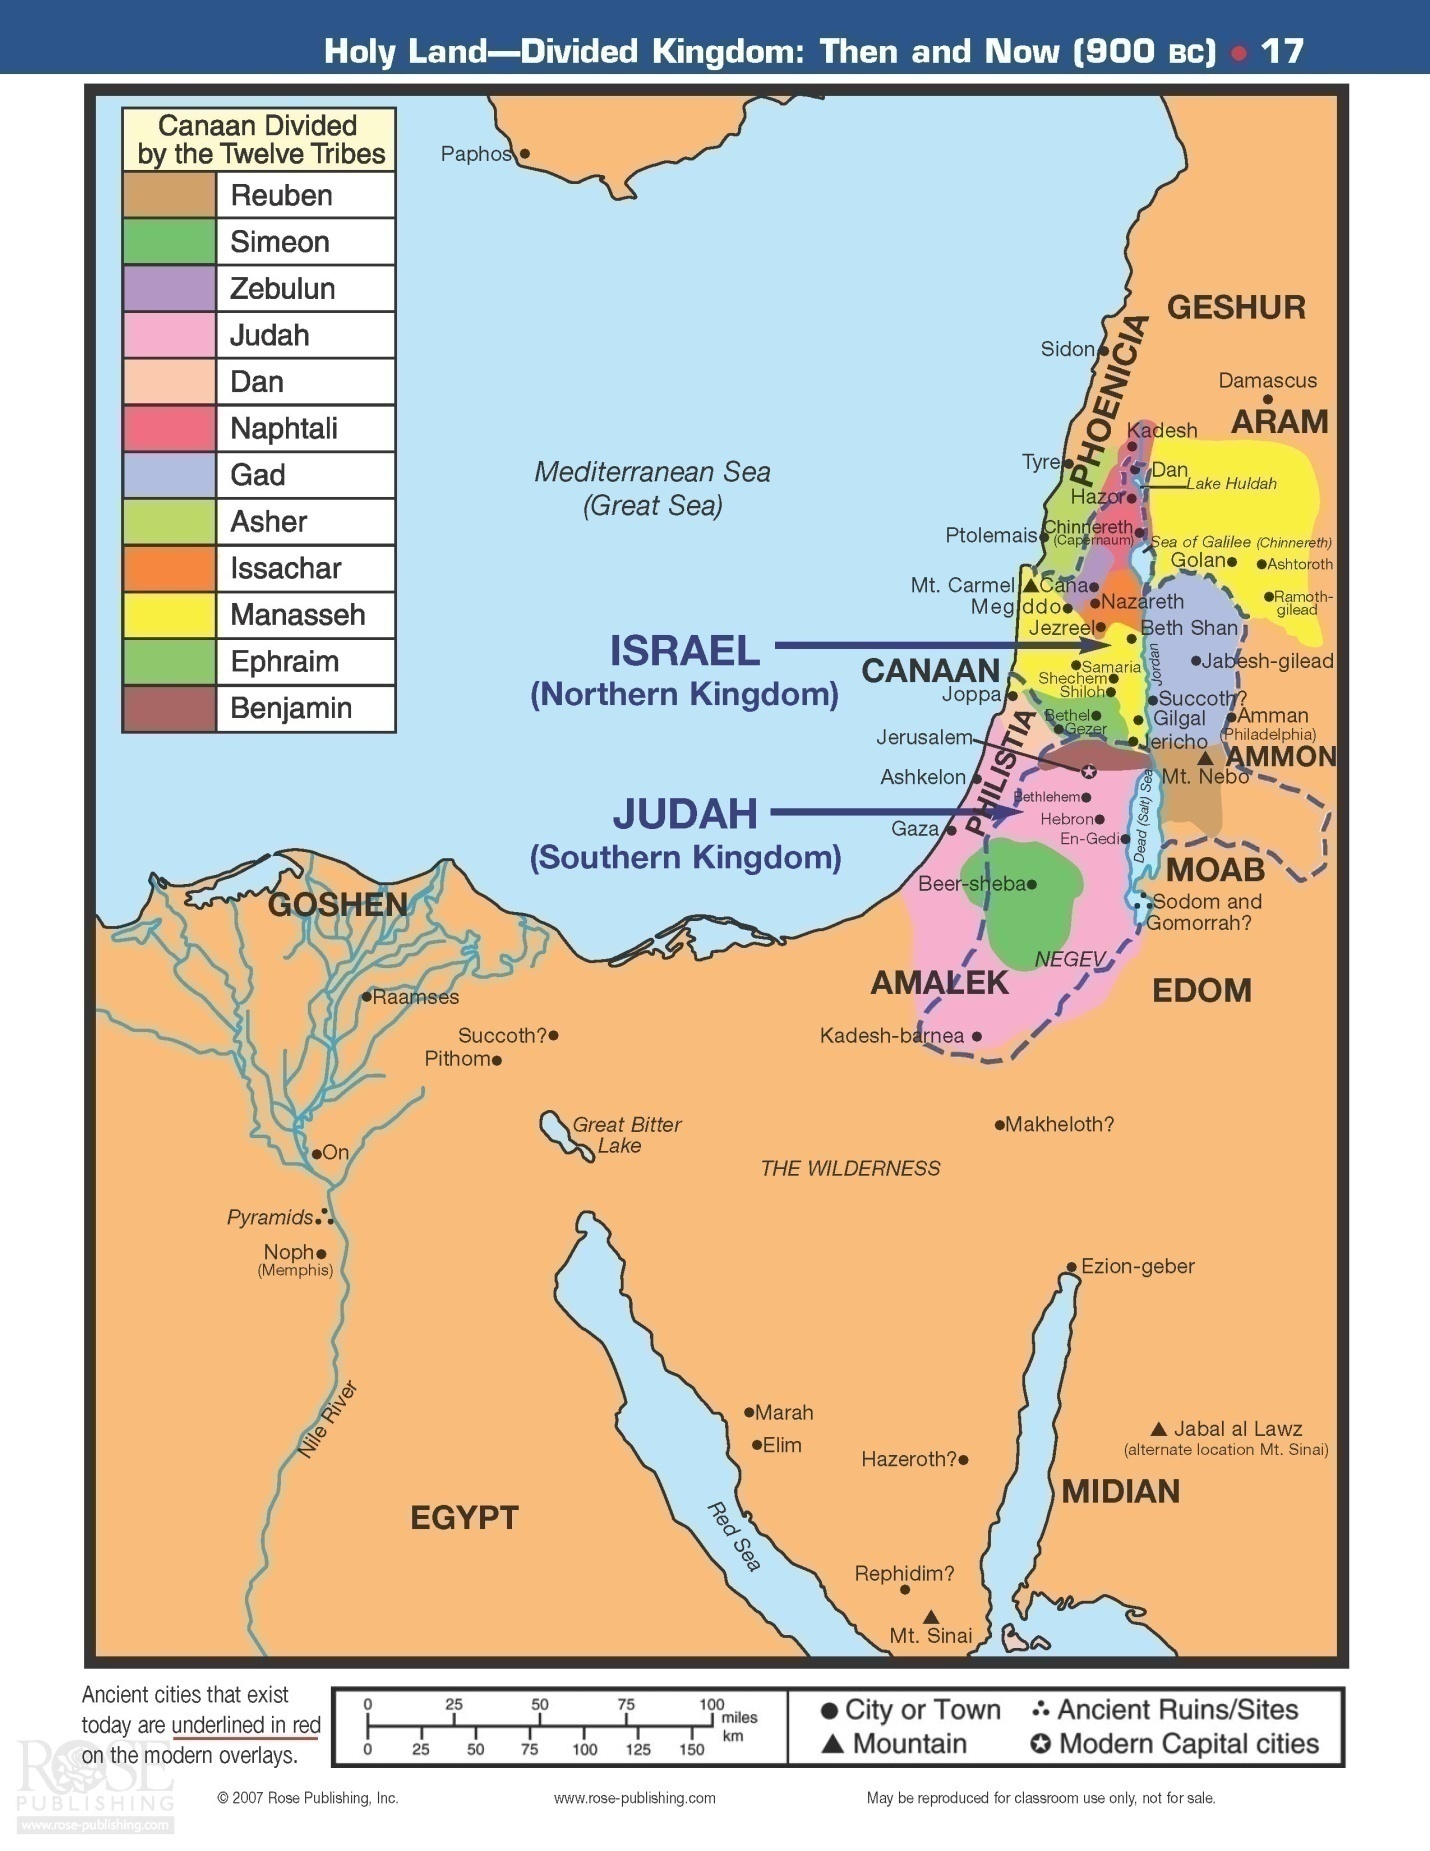 Holy Land—Divided Kingdom: Then and Now (900 BC) • 17
Canaan Divided
by the Twelve Tribes
Reuben
Simeon
Zebulun
Judah
Dan
Naphtali
Gad
Asher
Issachar
Manasseh
Ephraim
Benjamin
Paphos
GESHUR
Sidon
PHOENICIA
Damascus
ARAM
Kadesh
Mediterranean Sea
(Great Sea)
Tyre
Dan
Lake Huldah
Hazor
Ptolemais
Chinnereth
(Capernaum)
Sea of Galilee (Chinnereth)
Golan
Ashtoroth
Mt. Carmel
Cana
Megiddo
Nazareth
Ramoth-
gilead
Jezreel
Beth Shan
ISRAEL
(Northern Kingdom)
CANAAN
Samaria
Jordan
Jabesh-gilead
Shechem
Shiloh
Joppa
Succoth?
Bethel
Gilgal
Amman
(Philadelphia)
Gezer
Jerusalem
Jericho
AMMON
PHILISTIA
Ashkelon
Mt. Nebo
JUDAH
(Southern Kingdom)
Bethlehem
Hebron
Dead (Salt) Sea
Gaza
En-Gedi
MOAB
Beer-sheba
GOSHEN
Sodom and
Gomorrah?
NEGEV
AMALEK
EDOM
Raamses
Succoth?
Kadesh-barnea
Pithom
Great Bitter
Lake
Makheloth?
On
THE WILDERNESS
Pyramids
Noph
(Memphis)
Ezion-geber
Nile River
Marah
Elim
Jabal al Lawz
(alternate location Mt. Sinai)
Hazeroth?
MIDIAN
EGYPT
Red Sea
Rephidim?
Mt. Sinai
Ancient cities that exist
today are underlined in red
on the modern overlays.
0 25 50 75 100
miles
km
0 25 50 75 100 125 150
City or Town
Ancient Ruins/Sites
Mountain
Modern Capital cities
ROSE
PUBLISHING
www.rose-publishing.com
© 2007 Rose Publishing, Inc.
www.rose-publishing.com
May be reproduced for classroom use only, not for sale.